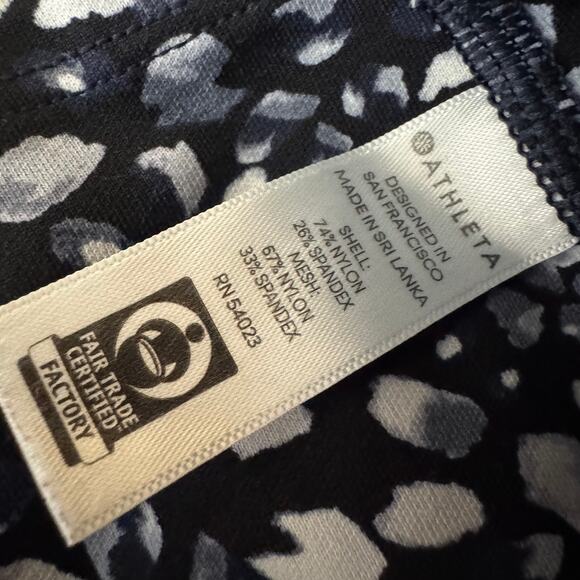 ATHLETA
DESIGNED IN
SAN FRANCISCO
MADE IN SRI LANKA
SHELL:
74% NYLON
26% SPANDEX
MESH:
67% NYLON
33% SPANDEX
RN 54023
FAIR TRADE
CERTIFIED
FACTORY